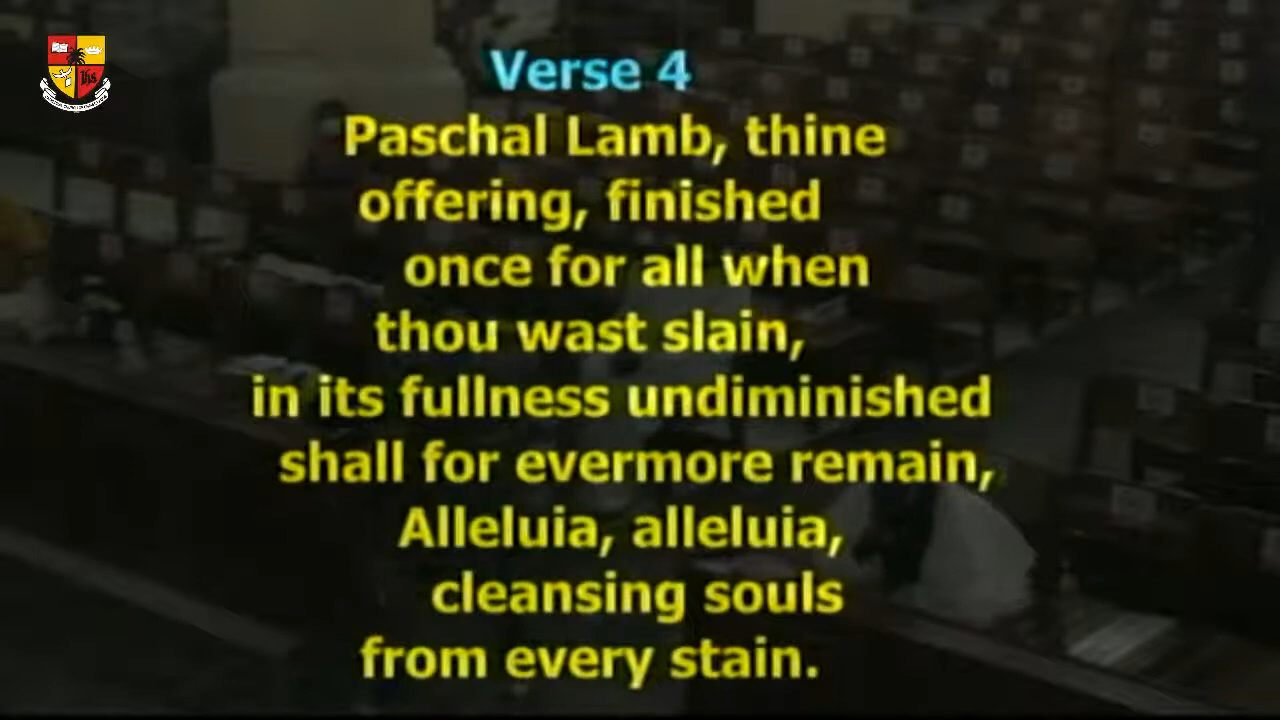 Verse 4
Paschal Lamb, thine
offering, finished
once for all when
thou wast slain,
in its fullness undiminished
shall for evermore remain,
Alleluia, alleluia,
cleansing souls
from every stain.